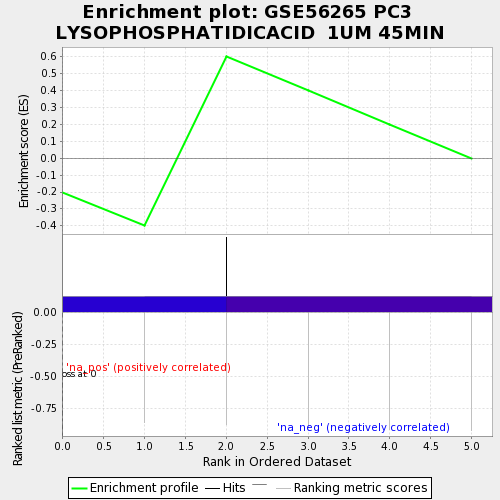 Enrichment plot: GSE56265 PC3
LYSOPHOSPHATIDICACID 1UM 45MIN
Enrichment score (ES)
0.6
0.5
0.4
0.3
0.2
0.1
0.0
-0.1
-0.2
-0.3
-0.4
Ranked list metric (PreRanked)
0.00
-0.25
-0.50
-0.75
'na_pos' (positively correlated)
oss at 0
'na_neg' (negatively correlated)
0.0 0.5 1.0 1.5 2.0 2.5 3.0 3.5 4.0 4.5 5.0
Rank in Ordered Dataset
Enrichment profile Hits Ranking metric scores